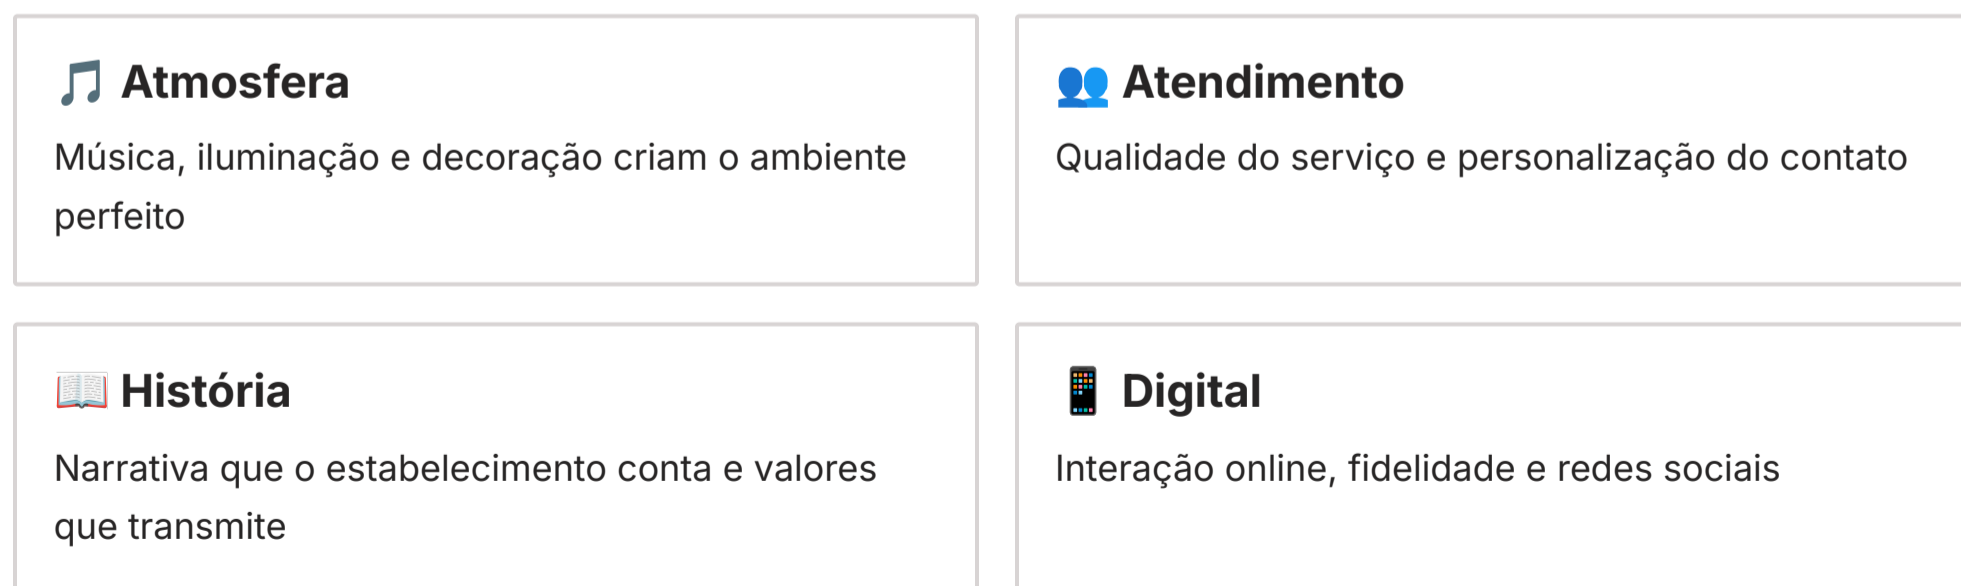 🎵 Atmosfera
Música, iluminação e decoração criam o ambiente
perfeito
👥 Atendimento
Qualidade do serviço e personalização do contato
📖 História
Narrativa que o estabelecimento conta e valores
que transmite
📱 Digital
Interação online, fidelidade e redes sociais